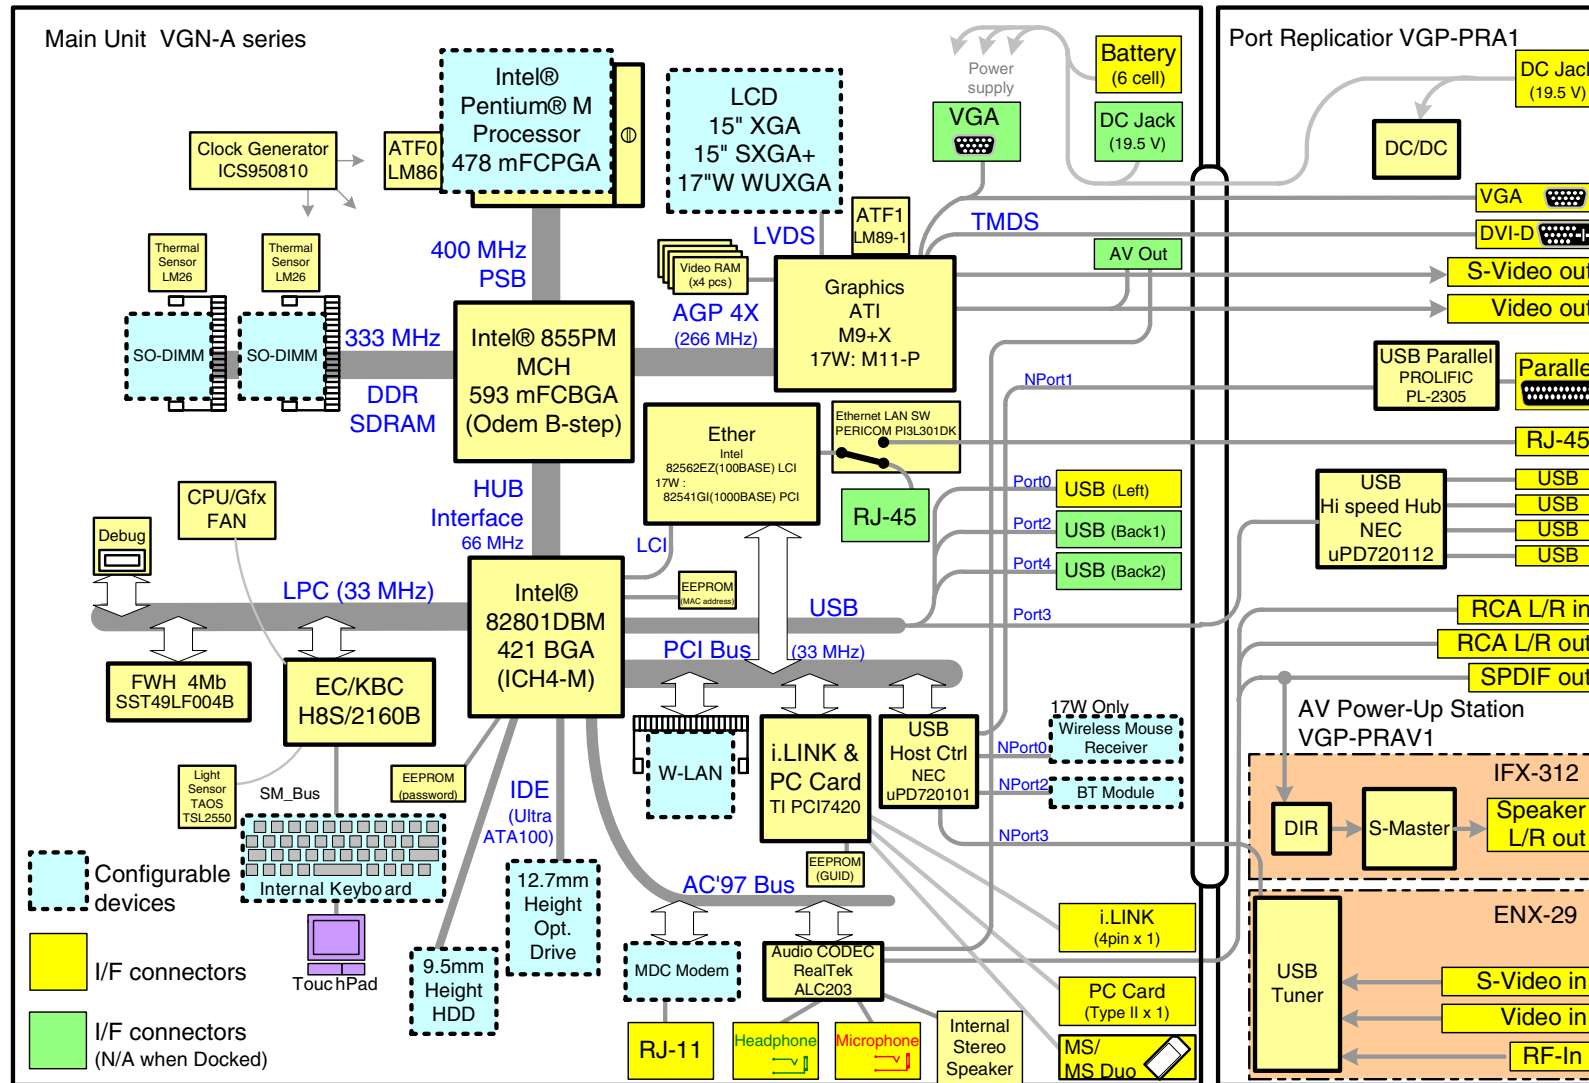 Main Unit  VGN-A series
Port Replicatior VGP-PRA1
Intel®
Pentium® M
Processor
478 mFCPGA
ATF0
LM86
Clock Generator
ICS950810
LCD
15" XGA
15" SXGA+
17"W WUXGA
Power
supply
Battery
(6 cell)
VGA
DC Jack
(19.5 V)
DC Jack
(19.5 V)
DC/DC
VGA
DVI-D
S-Video out
Video out
TMDS
AV Out
ATF1
LM89-1
LVDS
Thermal
Sensor
LM26
Thermal
Sensor
LM26
400 MHz
PSB
Video RAM
(x4 pcs)
AGP 4X
(266 MHz)
Graphics
ATI
M9+X
17W: M11-P
SO-DIMM
SO-DIMM
333 MHz
DDR
SDRAM
Intel® 855PM
MCH
593 mFCBGA
(Odem B-step)
NPort1
USB Parallel
PROLIFIC
PL-2305
Paralle
Ether
Intel
82562EZ(100BASE) LCI
17W :
82541GI(1000BASE) PCI
Ethernet LAN SW
PERICOM PI3L301DK
RJ-45
RJ-45
HUB
Interface
66 MHz
LCI
CPU/Gfx
FAN
Debug
Port0
USB (Left)
Port2
USB (Back1)
Port4
USB (Back2)
Port3
USB
Hi speed Hub
NEC
uPD720112
USB
USB
USB
USB
LPC (33 MHz)
Intel®
82801DBM
421 BGA
(ICH4-M)
EEPROM
(MAC address)
USB
PCI Bus
(33 MHz)
RCA L/R in
RCA L/R out
SPDIF out
FWH  4Mb
SST49LF004B
EC/KBC
H8S/2160B
W-LAN
i.LINK &
PC Card
TI PCI7420
USB
Host Ctrl
NEC
uPD720101
17W Only
Wireless Mouse
Receiver
NPort0
NPort2
BT Module
NPort3
AV Power-Up Station
VGP-PRAV1
IFX-312
DIR
S-Master
Speaker
L/R out
Light
Sensor
TAOS
TSL2550
SM_Bus
EEPROM
(password)
IDE
(Ultra
ATA100)
EEPROM
(GUID)
Internal Keyboard
TouchPad
Configurable
devices
I/F connectors
I/F connectors
(N/A when Docked)
12.7mm
Height
Opt.
Drive
9.5mm
Height
HDD
AC'97 Bus
MDC Modem
Audio CODEC
RealTek
ALC203
RJ-11
Headphone
Microphone
Internal
Stereo
Speaker
i.LINK
(4pin x 1)
PC Card
(Type II x 1)
MS/
MS Duo
ENX-29
USB
Tuner
S-Video in
Video in
RF-In